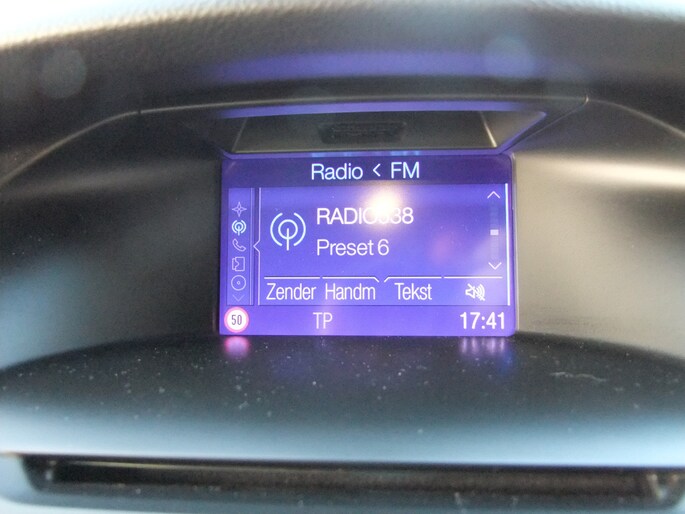 Radio < FM
RADIO538
Preset 6
Zender Handm Tekst
50 TP 17:41